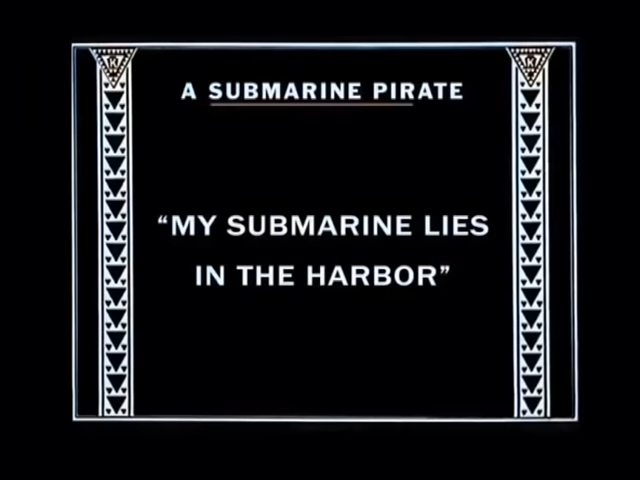 A SUBMARINE PIRATE
“MY SUBMARINE LIES
IN THE HARBOR”